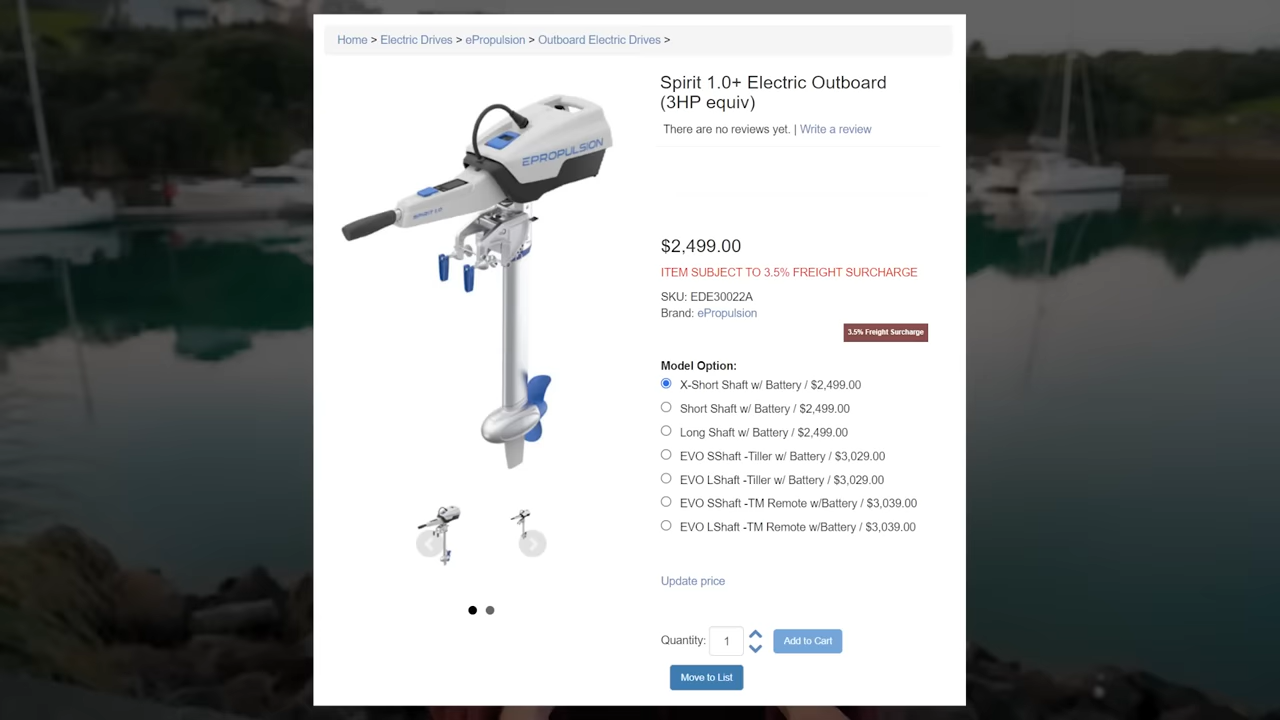 Home > Electric Drives > ePropulsion > Outboard Electric Drives >
Spirit 1.0+ Electric Outboard
(3HP equiv)
There are no reviews yet. | Write a review
EPROPULSION
SPIRIT 1.0
$2,499.00
ITEM SUBJECT TO 3.5% FREIGHT SURCHARGE
SKU: EDE30022A
Brand: ePropulsion
3.5% Freight Surcharge
Model Option:
X-Short Shaft w/ Battery / $2,499.00
Short Shaft w/ Battery / $2,499.00
Long Shaft w/ Battery / $2,499.00
EVO SShaft -Tiller w/ Battery / $3,029.00
EVO LShaft -Tiller w/ Battery / $3,029.00
EVO SShaft -TM Remote w/Battery / $3,039.00
EVO LShaft -TM Remote w/Battery / $3,039.00
Update price
Quantity: 1 Add to Cart
Move to List